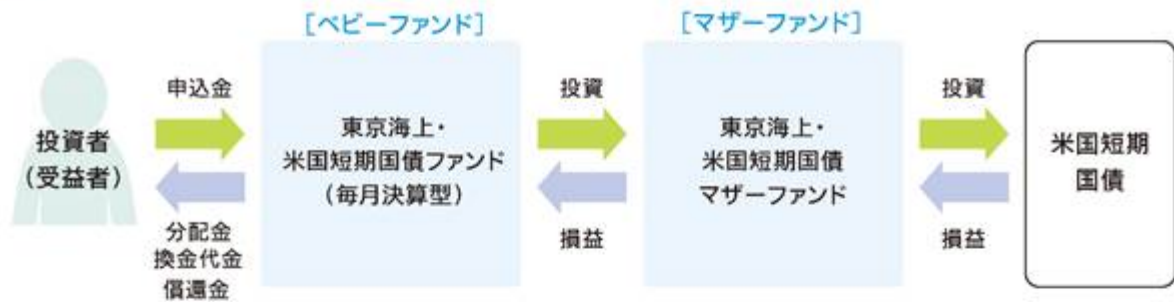 ［ベビーファンド］
［マザーファンド］
投資者
（受益者）
申込金
分配金
換金代金
償還金
東京海上・
米国短期国債ファンド
（毎月決算型）
投資
損益
東京海上・
米国短期国債
マザーファンド
投資
損益
米国短期
国債